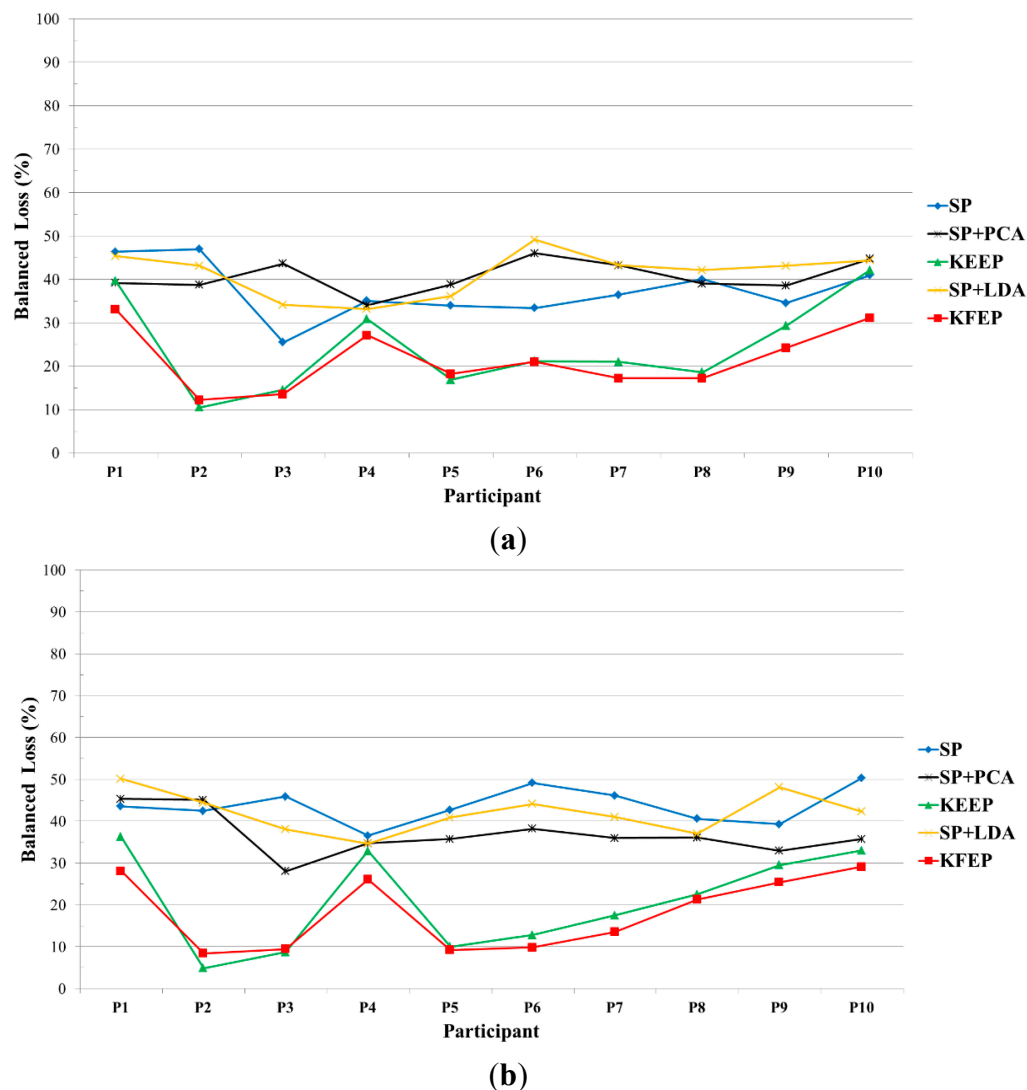 100
90
80
70
60
50
40
30
20
10
0
Balanced Loss (%)
P1 P2 P3 P4 P5 P6 P7 P8 P9 P10
Participant
SP
SP+PCA
KEEP
SP+LDA
KFEP
(a)
100
90
80
70
60
50
40
30
20
10
0
Balanced Loss (%)
P1 P2 P3 P4 P5 P6 P7 P8 P9 P10
Participant
SP
SP+PCA
KEEP
SP+LDA
KFEP
(b)